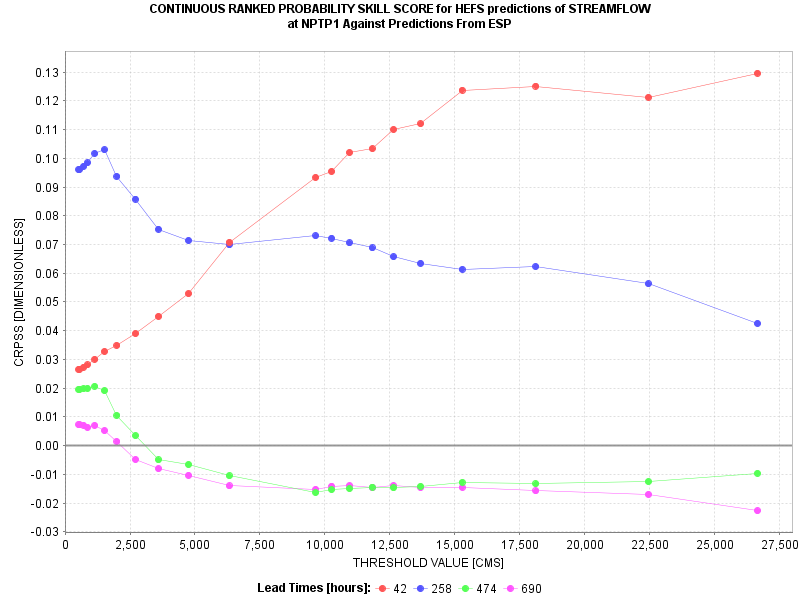 CONTINUOUS RANKED PROBABILITY SKILL SCORE for HEFS predictions of STREAMFLOW
at NPTP1 Against Predictions From ESP
CRPSS [DIMENSIONLESS]
0.13
0.12
0.11
0.10
0.09
0.08
0.07
0.06
0.05
0.04
0.03
0.02
0.01
0.00
-0.01
-0.02
-0.03
0 2,500 5,000 7,500 10,000 12,500 15,000 17,500 20,000 22,500 25,000 27,500
THRESHOLD VALUE [CMS]
Lead Times [hours]: 42 258 474 690